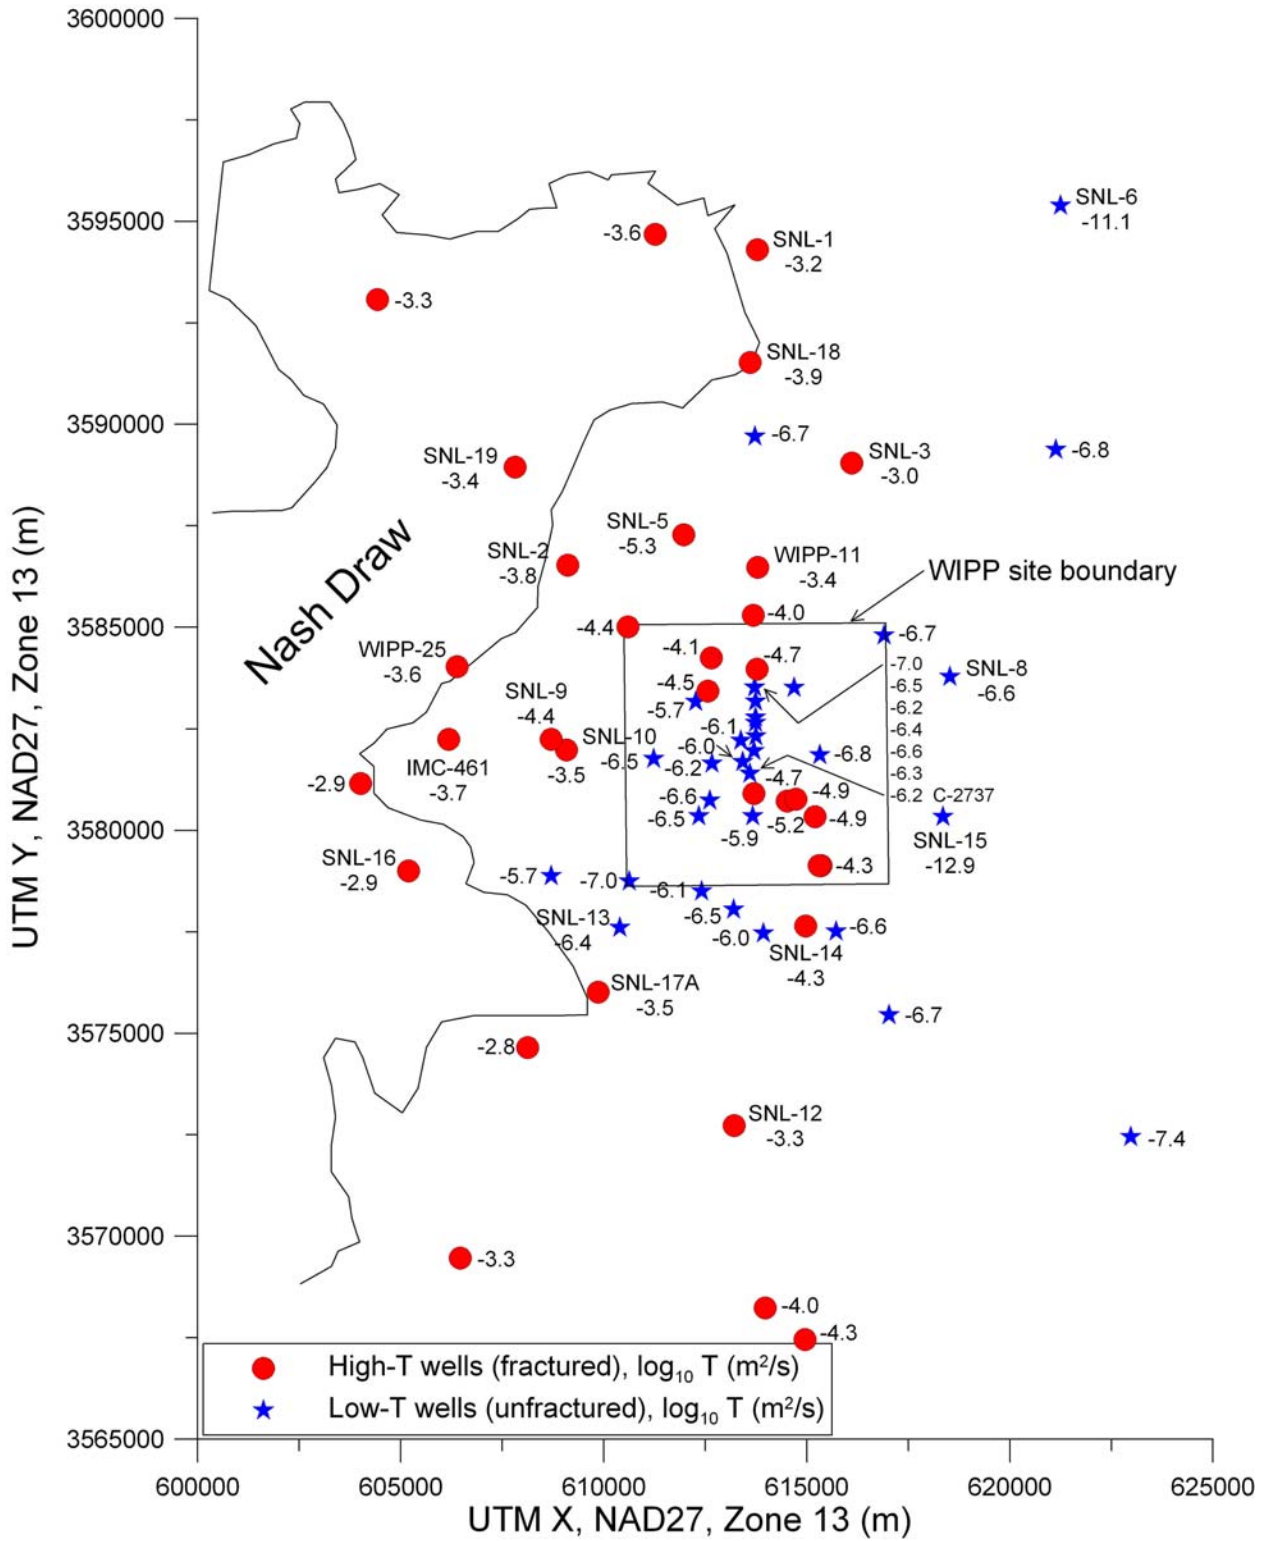 3600000
3595000
3590000
3585000
3580000
3575000
3570000
3565000
UTM Y, NAD27, Zone 13 (m)
SNL-6
-11.1
-3.6
SNL-1
-3.2
-3.3
SNL-18
-3.9
-6.7
SNL-3
-3.0
-6.8
SNL-19
-3.4
SNL-5
-5.3
SNL-2
-3.8
WIPP-11
-3.4
WIPP site boundary
Nash Draw
-4.0
-4.4
-6.7
WIPP-25
-3.6
-4.1
-4.7
-7.0
SNL-8
-6.6
-4.5
-6.5
SNL-9
-4.4
-5.7
-6.2
-6.1
-6.4
SNL-10
-3.5
-6.0
-6.5
-6.2
-6.8
-6.6
-6.3
IMC-461
-3.7
-2.9
-4.7
-4.9
-6.2 C-2737
-6.6
-6.5
-5.2
-4.9
-5.9
SNL-15
-12.9
SNL-16
-2.9
-4.3
-5.7
-7.0
-6.1
SNL-13
-6.4
-6.5
-6.0
-6.6
SNL-14
-4.3
SNL-17A
-3.5
-6.7
-2.8
SNL-12
-3.3
-7.4
-3.3
-4.0
-4.3
High-T wells (fractured), log₁₀ T (m²/s)
Low-T wells (unfractured), log₁₀ T (m²/s)
600000
605000
610000
615000
620000
625000
UTM X, NAD27, Zone 13 (m)